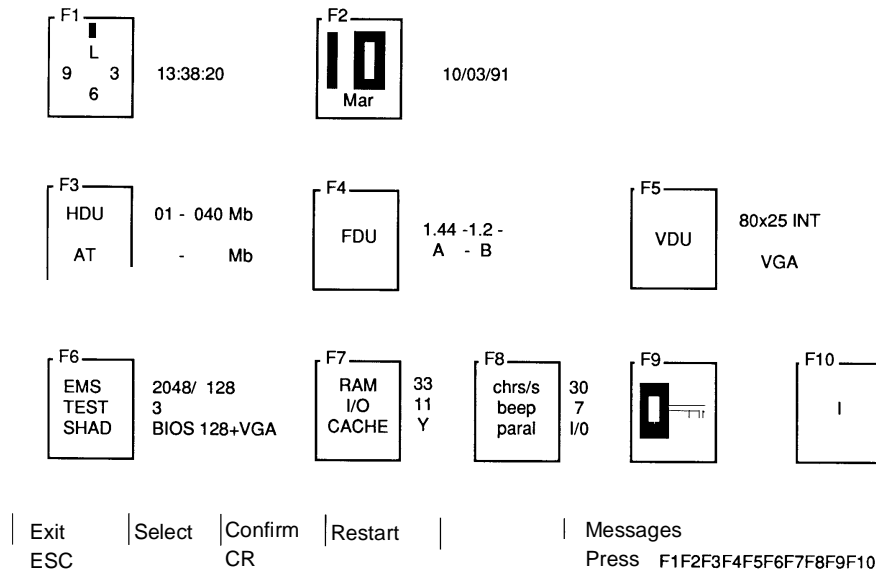 F1 F2
L
9 3 13:38:20 10 10/03/91
6 Mar
F3 F4 F5
HDU 01 - 040 Mb 1.44 -1.2 - 80x25 INT
FDU VDU
AT - Mb A - B VGA
F6 F7 F8 F9 F10
EMS 2048/ 128 RAM 33 chrs/s 30 I
TEST 3 I/O 11 beep 7
SHAD BIOS 128+VGA CACHE Y paral I/0
Exit Select Confirm Restart Messages
ESC CR Press F1F2F3F4F5F6F7F8F9F10